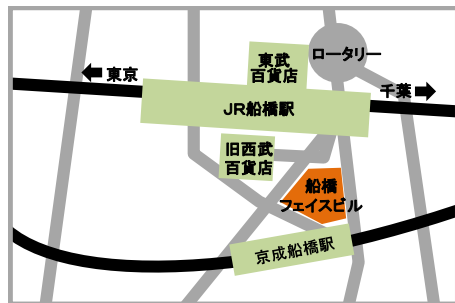 東武
百貨店
ロータリー
東京
千葉
JR船橋駅
旧西武
百貨店
船橋
フェイスビル
京成船橋駅